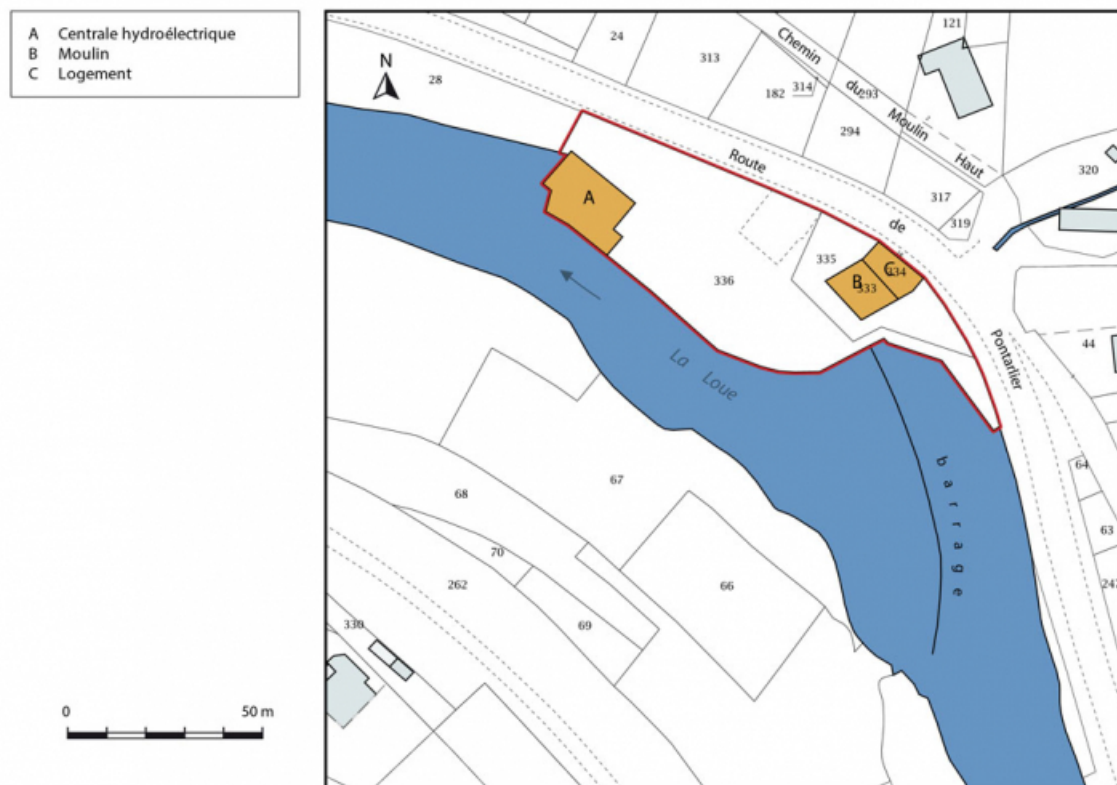 A Centrale hydroélectrique
B Moulin
C Logement
N
121
24
313
Chemin du Moulin Haut
28
182
314
293
294
320
Route de Pontarlier
317
319
A
335
C
334
B
333
336
44
La Loue
barrage
64
67
68
63
70
66
262
247
69
330
0 50 m